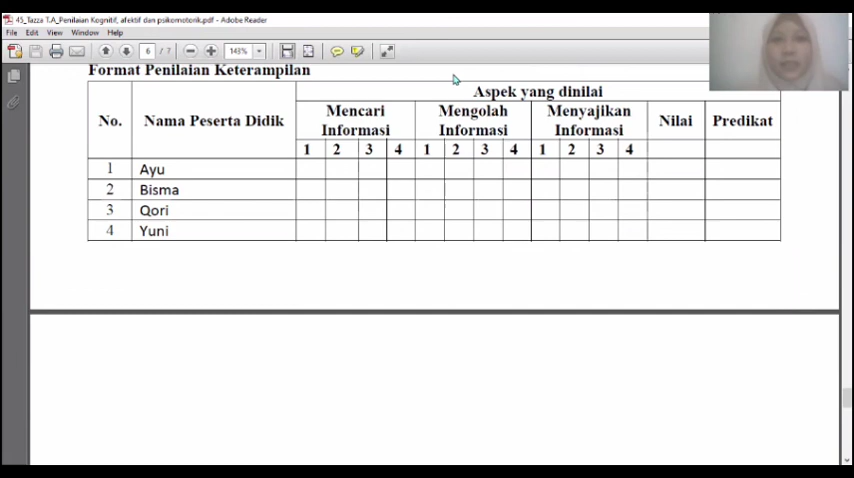 45_Tazza T.A_Penilaian Kognitif, afektif dan psikomotorik.pdf - Adobe Reader
File Edit View Window Help
6 / 7 143%
Format Penilaian Keterampilan
Aspek yang dinilai
No. Nama Peserta Didik Mencari Informasi Mengolah Informasi Menyajikan Informasi Nilai Predikat
1 2 3 4 1 2 3 4 1 2 3 4
1 Ayu
2 Bisma
3 Qori
4 Yuni